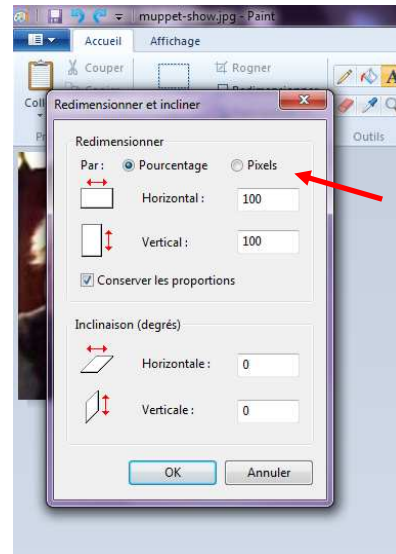 muppet-show.jpg - Paint
Accueil Affichage
Couper Rogner
Redimensionner et incliner
Outils
Redimensionner
Par : Pourcentage Pixels
Horizontal : 100
Vertical : 100
Conserver les proportions
Inclinaison (degrés)
Horizontale : 0
Verticale : 0
OK Annuler